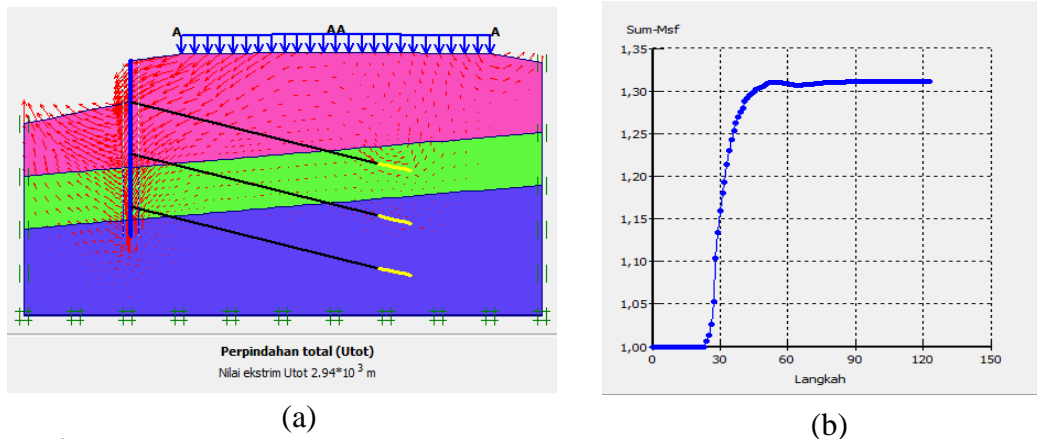 A AA A
Perpindahan total (Utot)
Nilai ekstrim Utot 2.94*10 3 m
(a)
Sum-Msf
1,35
1,30
1,25
1,20
1,15
1,10
1,05
1,00
0 30 60 90 120 150
Langkah
(b)